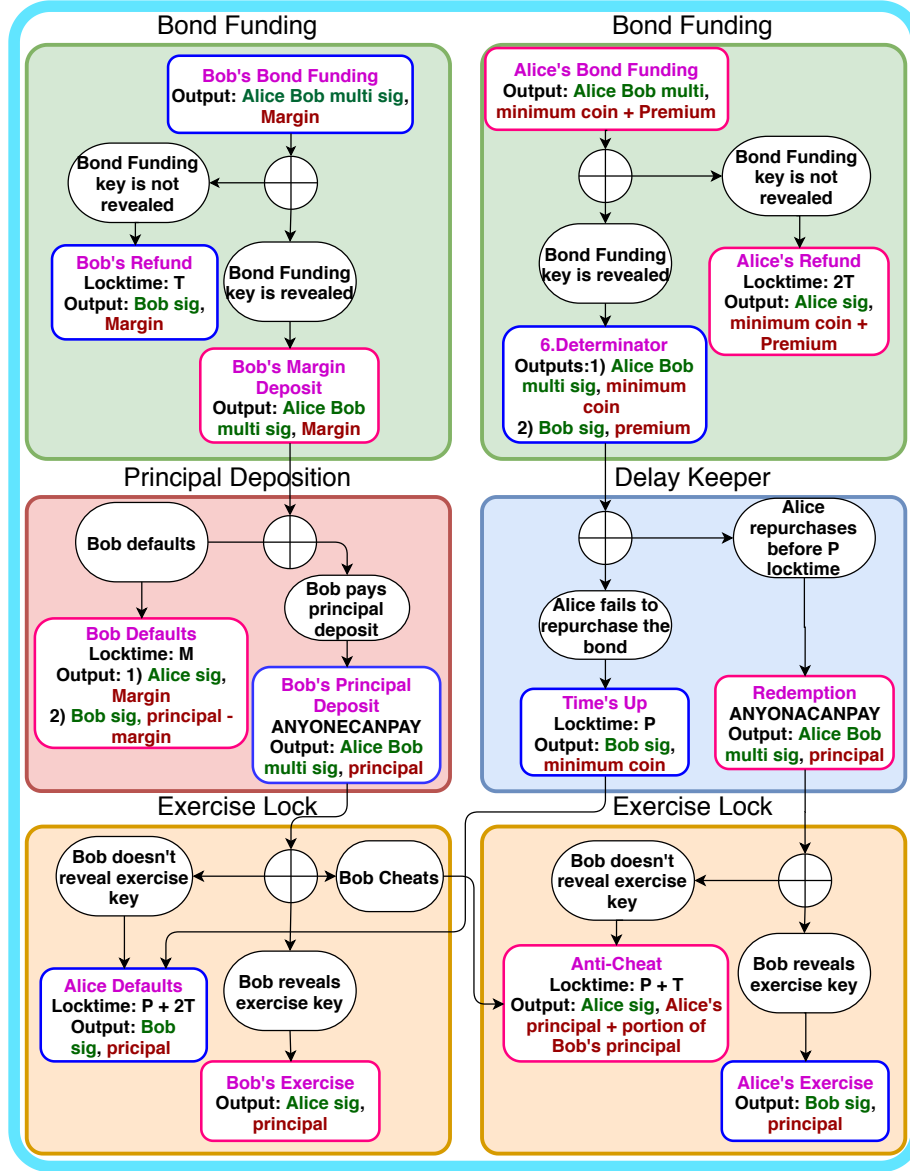 Bond Funding
Bob's Bond Funding
Output: Alice Bob multi sig,
Margin
Bond Funding
key is not
revealed
Bob's Refund
Locktime: T
Output: Bob sig,
Margin
Bond Funding
key is revealed
Bob's Margin
Deposit
Output: Alice Bob
multi sig, Margin
Bond Funding
Alice's Bond Funding
Output: Alice Bob multi,
minimum coin + Premium
Bond Funding
key is not
revealed
Bond Funding
key is revealed
Alice's Refund
Locktime: 2T
Output: Alice sig,
minimum coin +
Premium
6.Determinator
Outputs:1) Alice Bob
multi sig, minimum
coin
2) Bob sig, premium
Principal Deposition
Bob defaults
Bob pays
principal
deposit
Bob Defaults
Locktime: M
Output: 1) Alice sig,
Margin
2) Bob sig, principal -
margin
Bob's Principal
Deposit
ANYONECANPAY
Output: Alice Bob
multi sig, principal
Delay Keeper
Alice
repurchases
before P
locktime
Alice fails to
repurchase the
bond
Time's Up
Locktime: P
Output: Bob sig,
minimum coin
Redemption
ANYONACANPAY
Output: Alice Bob
multi sig, principal
Exercise Lock
Bob doesn't
reveal exercise
key
Bob Cheats
Alice Defaults
Locktime: P + 2T
Output: Bob
sig, pricipal
Bob reveals
exercise key
Bob's Exercise
Output: Alice sig,
principal
Exercise Lock
Bob doesn't
reveal exercise
key
Anti-Cheat
Locktime: P + T
Output: Alice sig, Alice's
principal + portion of
Bob's principal
Bob reveals
exercise key
Alice's Exercise
Output: Bob sig,
principal